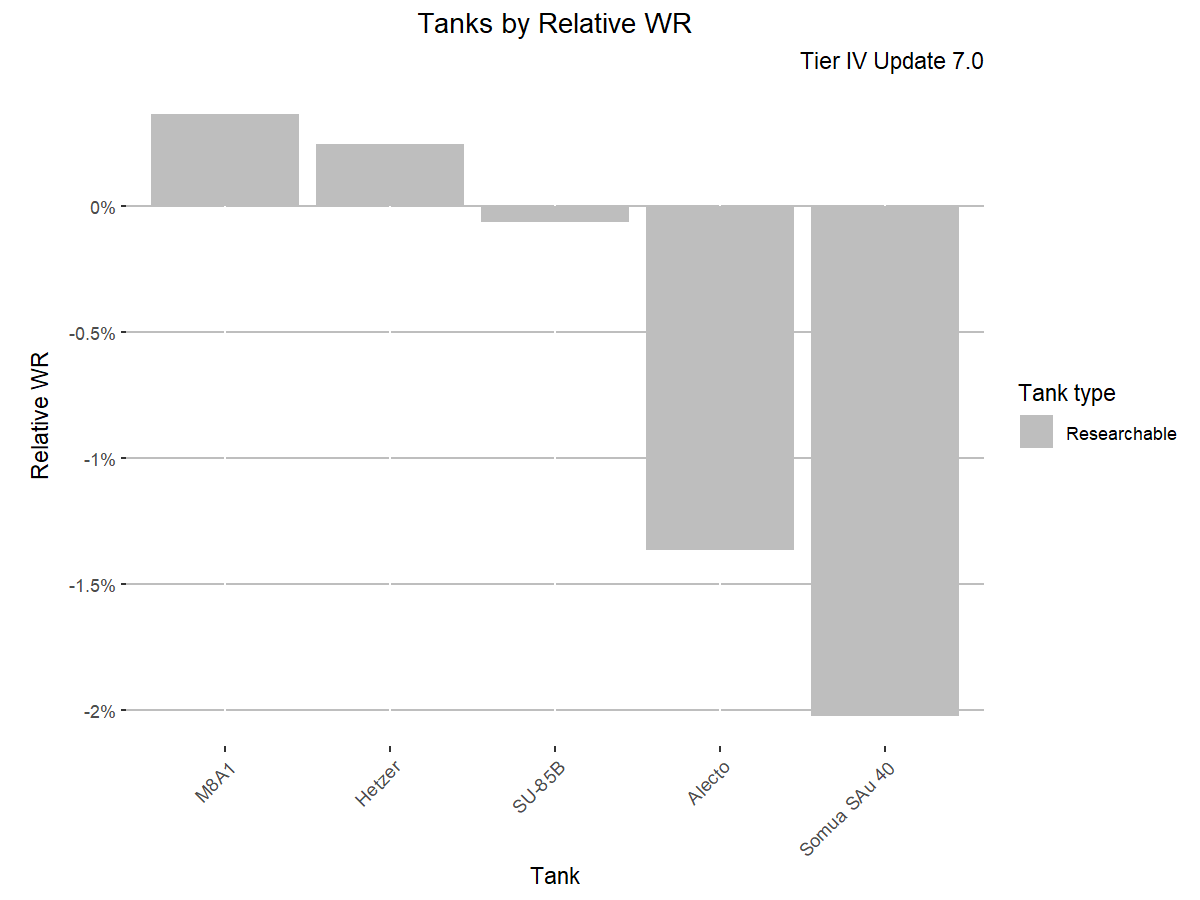 Tanks by Relative WR
Tier IV Update 7.0
0%
-0.5%
-1%
-1.5%
-2%
Relative WR
M8A1
Hetzer
SU-85B
Alecto
Somua SAu 40
Tank
Tank type
Researchable